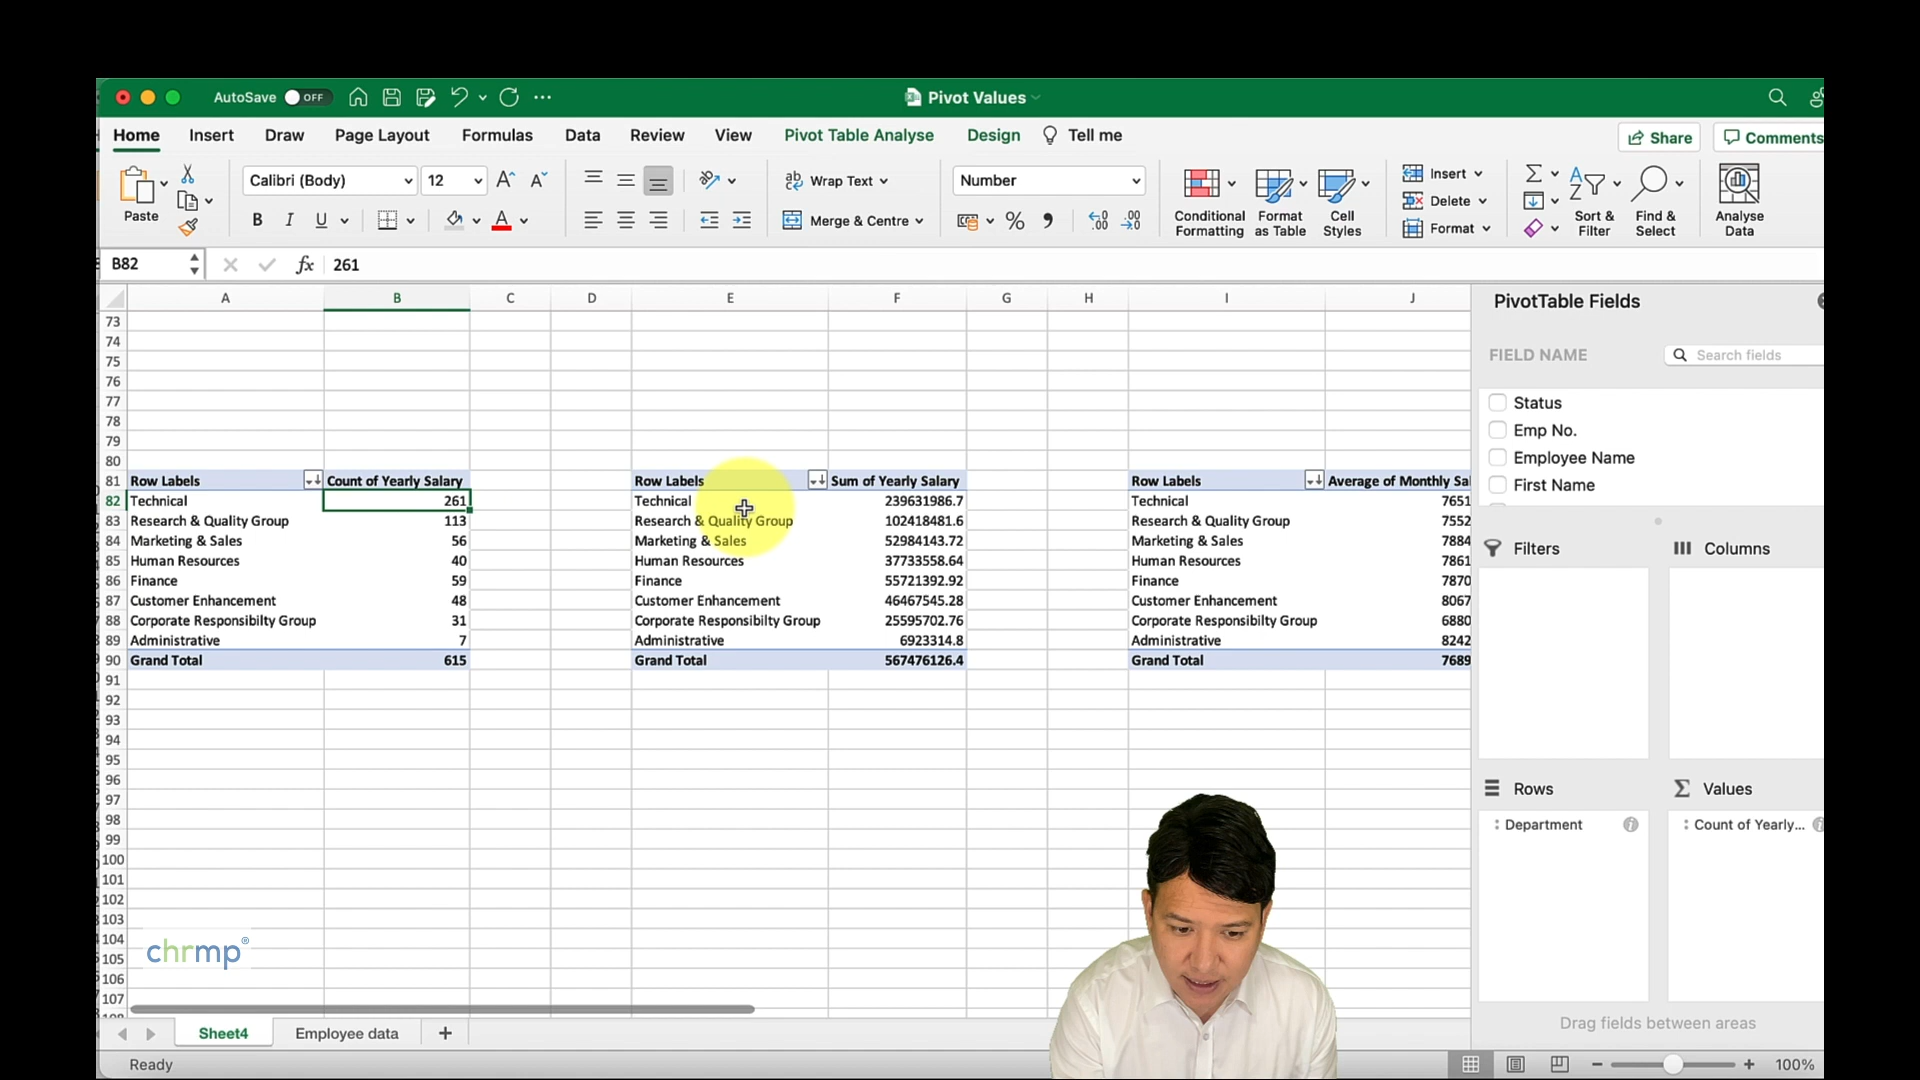 AutoSave OFF
Pivot Values
Home Insert Draw Page Layout Formulas Data Review View Pivot Table Analyse Design Tell me
Share Comments
Paste
Calibri (Body) 12
B I U
Wrap Text
Merge & Centre
Number
Conditional Formatting
Format as Table
Cell Styles
Insert
Delete
Format
Sort & Filter
Find & Select
Analyse Data
B82 fx 261
A B C D E F G H I J
73
74
75
76
77
78
79
80
81 Row Labels Count of Yearly Salary Row Labels Sum of Yearly Salary Row Labels Average of Monthly Sal
82 Technical 261 Technical 239631986.7 Technical 7651
83 Research & Quality Group 113 Research & Quality Group 102418481.6 Research & Quality Group 7552
84 Marketing & Sales 56 Marketing & Sales 52984143.72 Marketing & Sales 7884
85 Human Resources 40 Human Resources 37733558.64 Human Resources 7861
86 Finance 59 Finance 55721392.92 Finance 7870
87 Customer Enhancement 48 Customer Enhancement 46467545.28 Customer Enhancement 8067
88 Corporate Responsibilty Group 31 Corporate Responsibilty Group 25595702.76 Corporate Responsibilty Group 6880
89 Administrative 7 Administrative 6923314.8 Administrative 8242
90 Grand Total 615 Grand Total 567476126.4 Grand Total 7689
91
92
93
94
95
96
97
98
99
100
101
102
103
104
105
106
107
chrmp®
PivotTable Fields
FIELD NAME
Search fields
Status
Emp No.
Employee Name
First Name
Filters
Columns
Rows
Values
Department
Count of Yearly...
Drag fields between areas
Sheet4 Employee data
Ready
100%